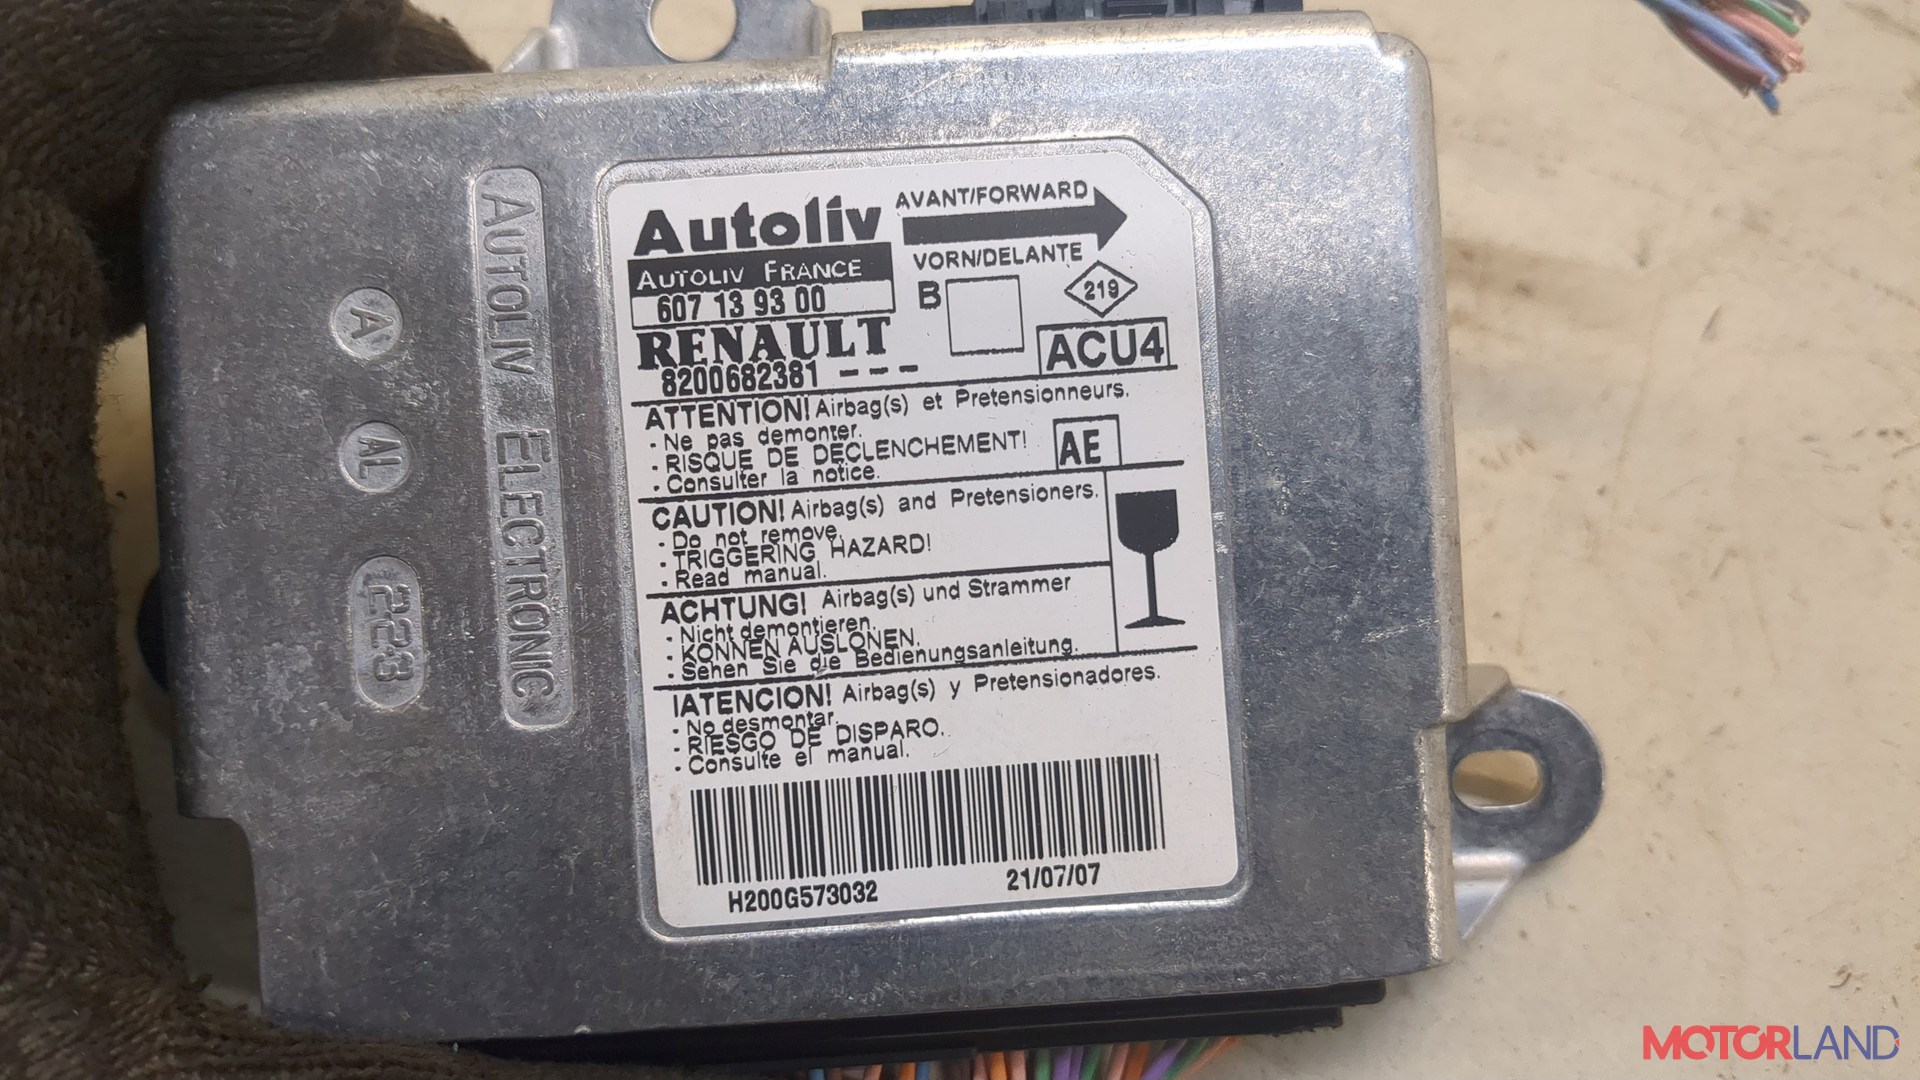 Autoliv
AUTOLIV FRANCE
607 13 93 00
RENAULT
8200682381 ---
AVANT/FORWARD
VORN/DELANTE
B
219
ACU4
ATTENTION! Airbag(s) et Pretensionneurs.
· Ne pas demonter.
· RISQUE DE DECLENCHEMENT!
· Consulter la notice.
AE
CAUTION! Airbag(s) and Pretensioners.
· Do not remove.
· TRIGGERING HAZARD!
· Read manual.
ACHTUNG! Airbag(s) und Strammer
· Nicht demontieren.
· KONNEN AUSLONEN.
· Sehen Sie die Bedienungsanleitung.
IATENCION! Airbag(s) y Pretensionadores.
· No desmontar.
· RIESGO DE DISPARO.
· Consulte el manual.
H200G573032
21/07/07
AUTOLIV ELECTRONIC
A
AL
223
MOTORLAND